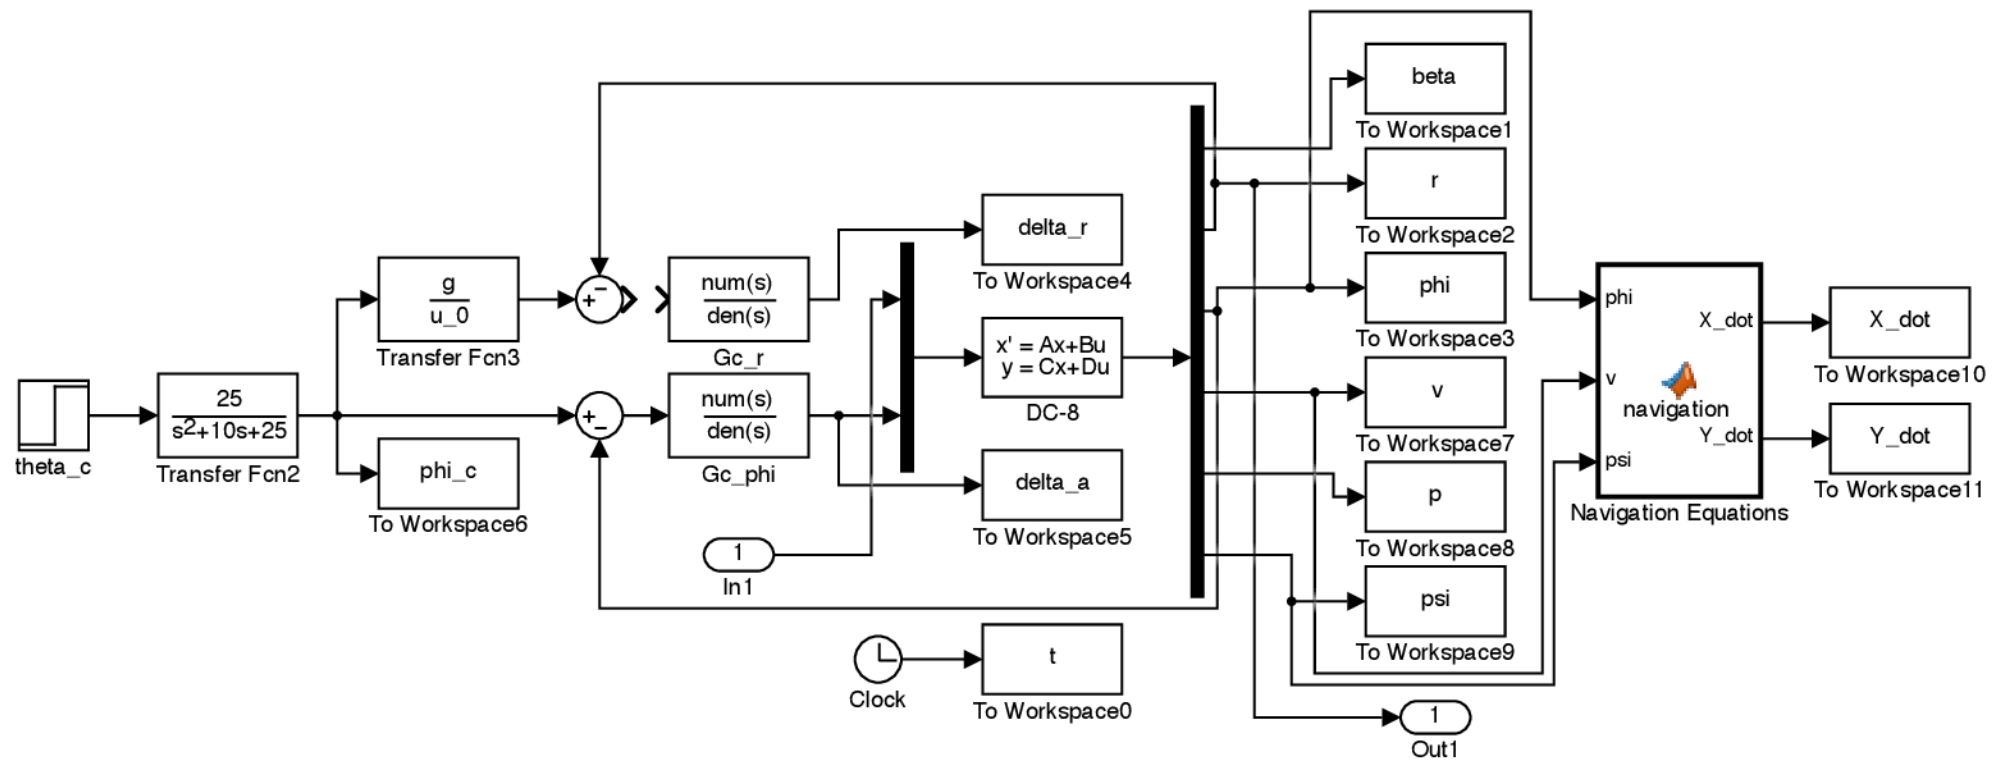 theta_c
25
s2+10s+25
Transfer Fcn2
g
u_0
Transfer Fcn3
phi_c
To Workspace6
+
−
+
−
num(s)
den(s)
Gc_r
num(s)
den(s)
Gc_phi
1
In1
Clock
delta_r
To Workspace4
x' = Ax+Bu
y = Cx+Du
DC-8
delta_a
To Workspace5
t
To Workspace0
beta
To Workspace1
r
To Workspace2
phi
To Workspace3
v
To Workspace7
p
To Workspace8
psi
To Workspace9
1
Out1
phi
v
psi
navigation
X_dot
Y_dot
Navigation Equations
X_dot
To Workspace10
Y_dot
To Workspace11